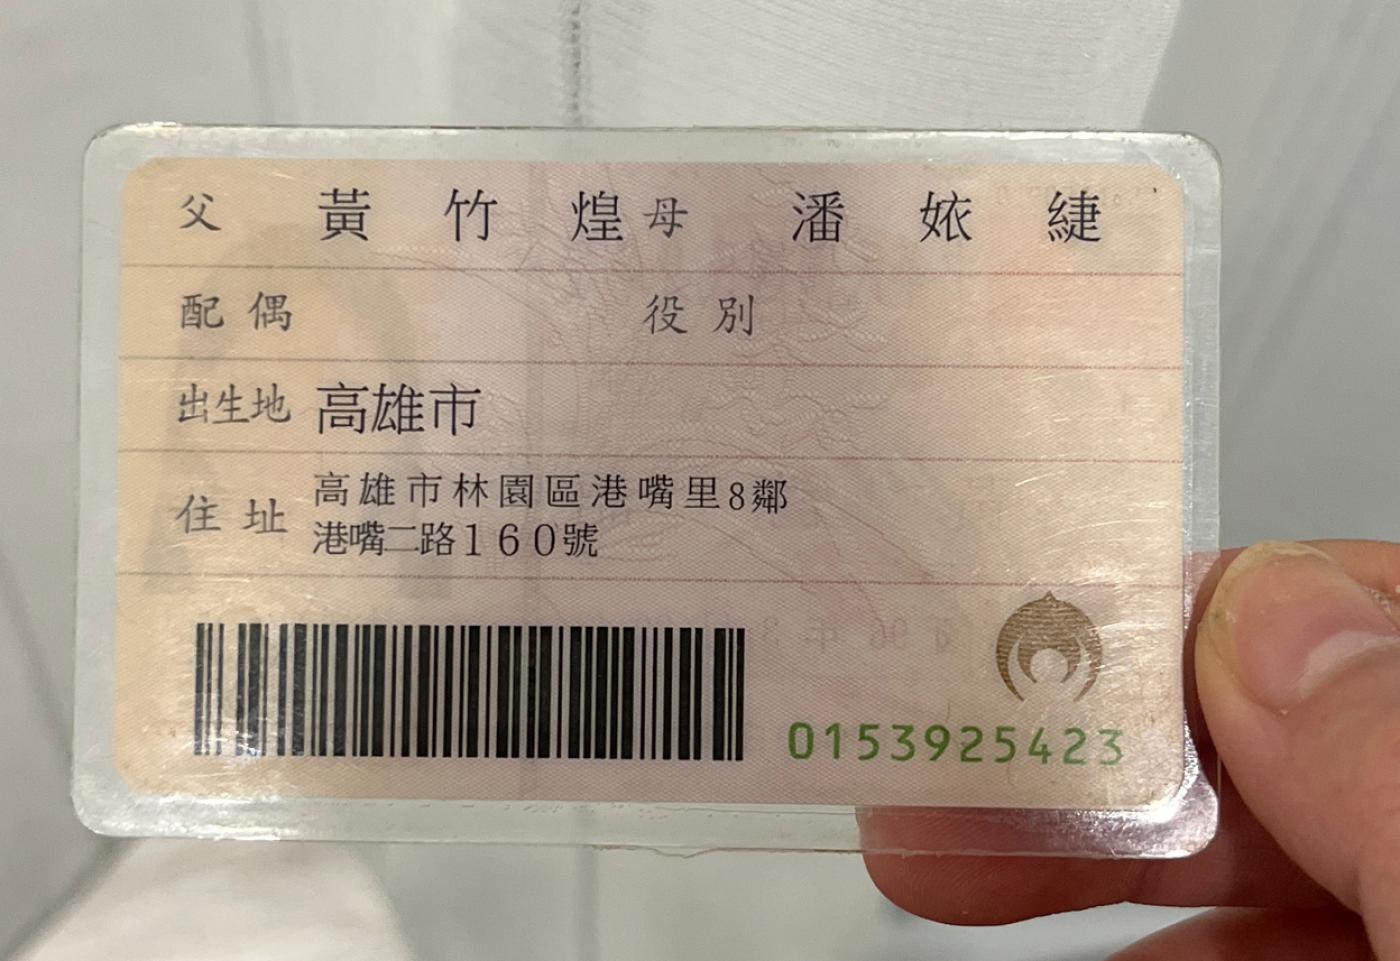 父 黃竹煌 母 潘㛄緁
配偶 役別
出生地 高雄市
住址 高雄市林園區港嘴里8鄰
港嘴二路160號
0153925423